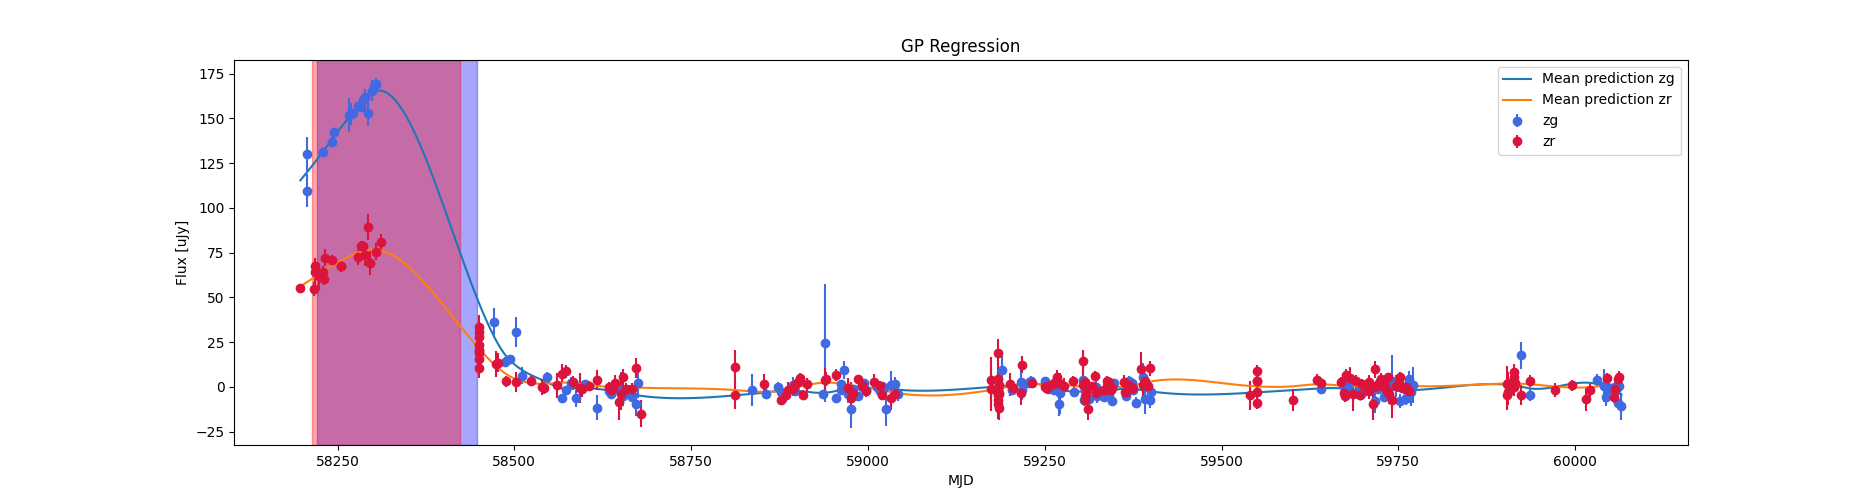 GP Regression
175
150
125
100
75
50
25
0
−25
Flux [uJy]
58250
58500
58750
59000
59250
59500
59750
60000
MJD
Mean prediction zg
Mean prediction zr
zg
zr